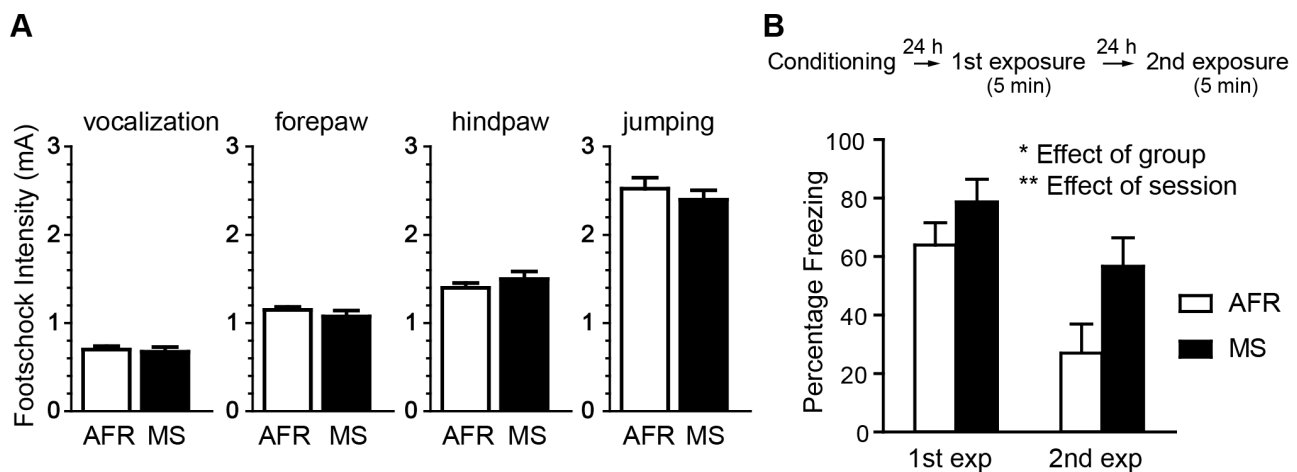 A
vocalization forepaw hindpaw jumping
Footschock Intensity (mA)
3 3 3 3
2 2 2 2
1 1 1 1
0 0 0 0
AFR MS AFR MS AFR MS AFR MS
B
24 h 24 h
Conditioning → 1st exposure → 2nd exposure
(5 min) (5 min)
Percentage Freezing
100
80
60
40
20
0
* Effect of group
** Effect of session
AFR
MS
1st exp 2nd exp